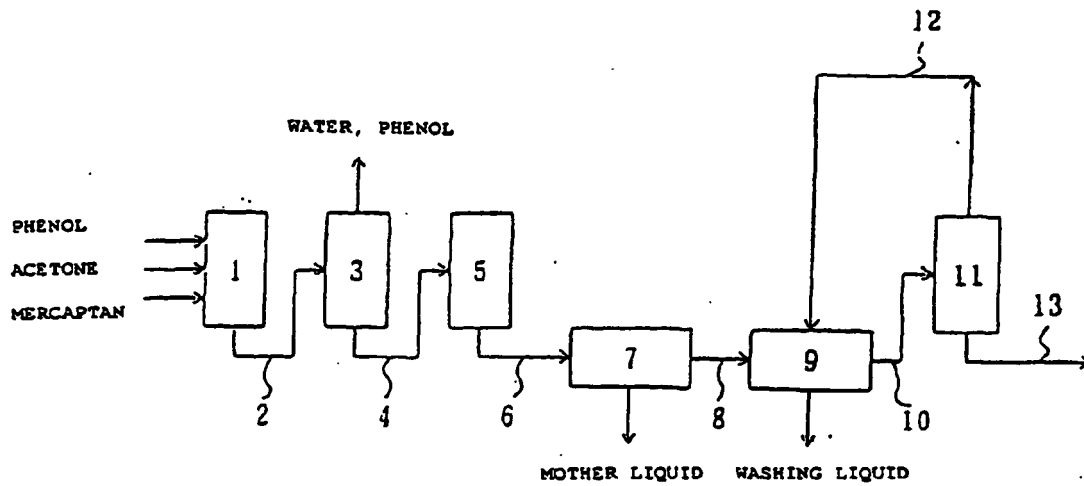 12
WATER, PHENOL
PHENOL
ACETONE
MERCAPTAN
1
3
5
11
13
7
9
2
4
6
8
10
MOTHER LIQUID
WASHING LIQUID